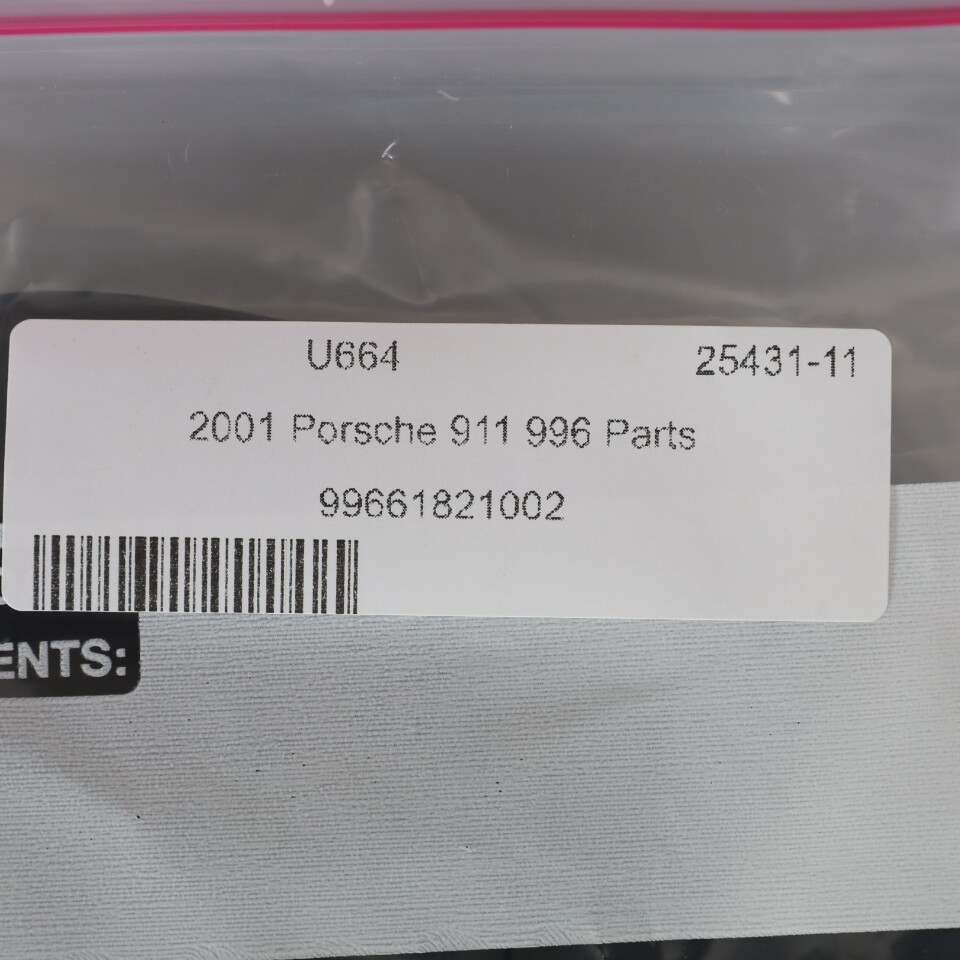 U664 25431-11
2001 Porsche 911 996 Parts
99661821002
ENTS: